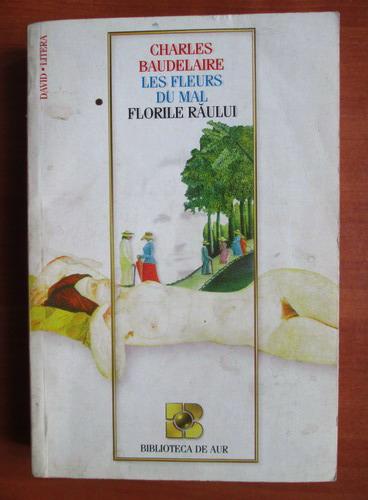 DAVID • LITERA
CHARLES
BAUDELAIRE
LES FLEURS
DU MAL
FLORILE RĂULUI
B
BIBLIOTECA DE AUR